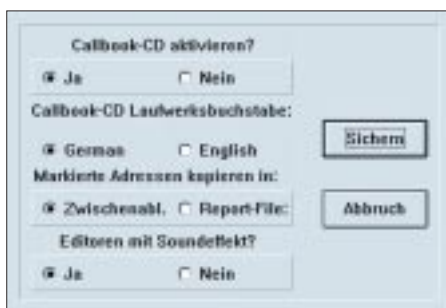 Callbook-CD aktivieren?
Ja Nein
Callbook-CD Laufwerksbuchstabe:
German English
Sichern
Markierte Adressen kopieren in:
Zwischenabl. Report-File:
Abbruch
Editoren mit Soundeffekt?
Ja Nein